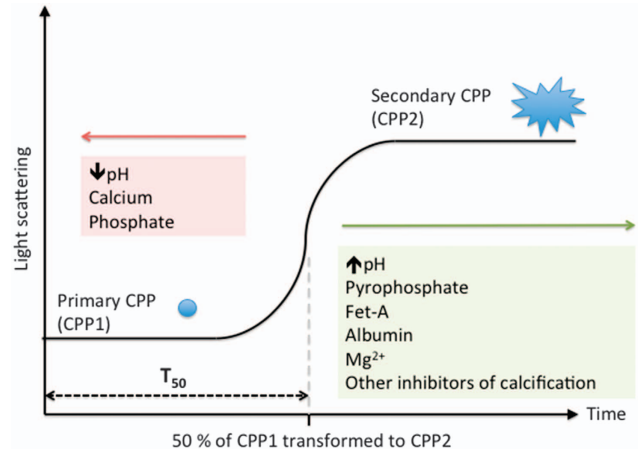 Light scattering
Secondary CPP
(CPP2)
🡇pH
Calcium
Phosphate
🡅pH
Pyrophosphate
Fet-A
Albumin
Mg²⁺
Other inhibitors of calcification
Primary CPP
(CPP1)
T₅₀
Time
50 % of CPP1 transformed to CPP2